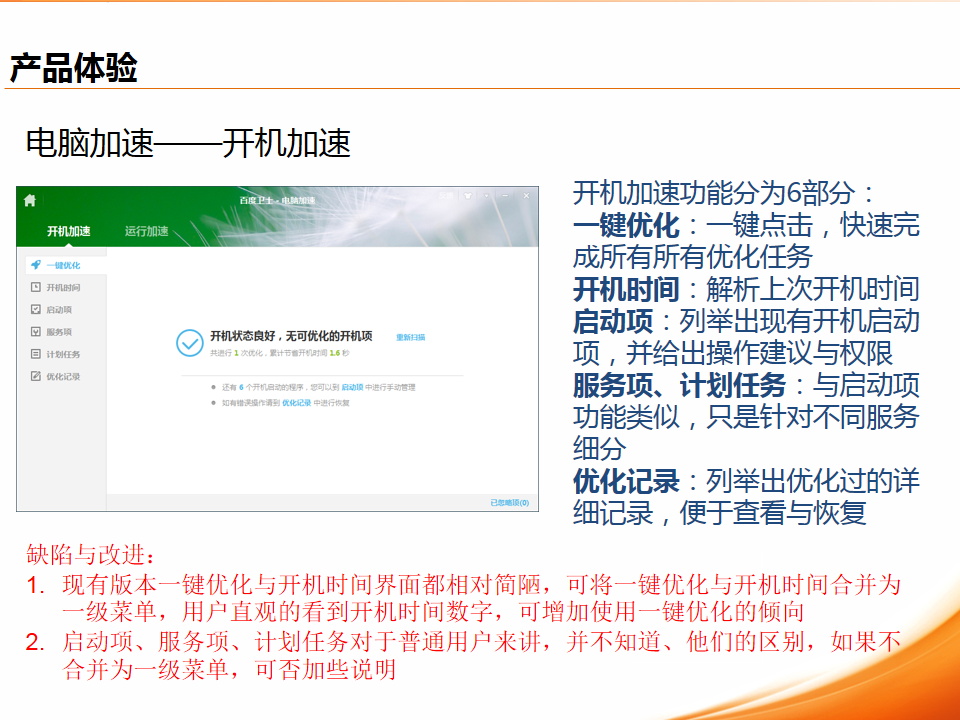 产品体验
电脑加速——开机加速
百度卫士 - 电脑加速
开机加速
运行加速
一键优化
开机时间
启动项
服务项
计划任务
优化记录
开机状态良好，无可优化的开机项
重新扫描
共进行 1 次优化，累计节省开机时间 1.6 秒
还有 6 个开机启动的程序，您可以到 启动项 中进行手动管理
如有错误操作请到 优化记录 中进行恢复
已忽略项(0)
开机加速功能分为6部分：
一键优化：一键点击，快速完
成所有所有优化任务
开机时间：解析上次开机时间
启动项：列举出现有开机启动
项，并给出操作建议与权限
服务项、计划任务：与启动项
功能类似，只是针对不同服务
细分
优化记录：列举出优化过的详
细记录，便于查看与恢复
缺陷与改进：
1. 现有版本一键优化与开机时间界面都相对简陋，可将一键优化与开机时间合并为
一级菜单，用户直观的看到开机时间数字，可增加使用一键优化的倾向
2. 启动项、服务项、计划任务对于普通用户来讲，并不知道、他们的区别，如果不
合并为一级菜单，可否加些说明